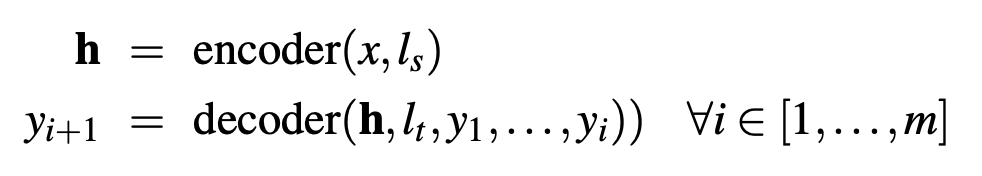 h = encoder(x, l_s)
y_{i+1} = decoder(h, l_t, y_1, …, y_i)) ∀i ∈ [1, …, m]